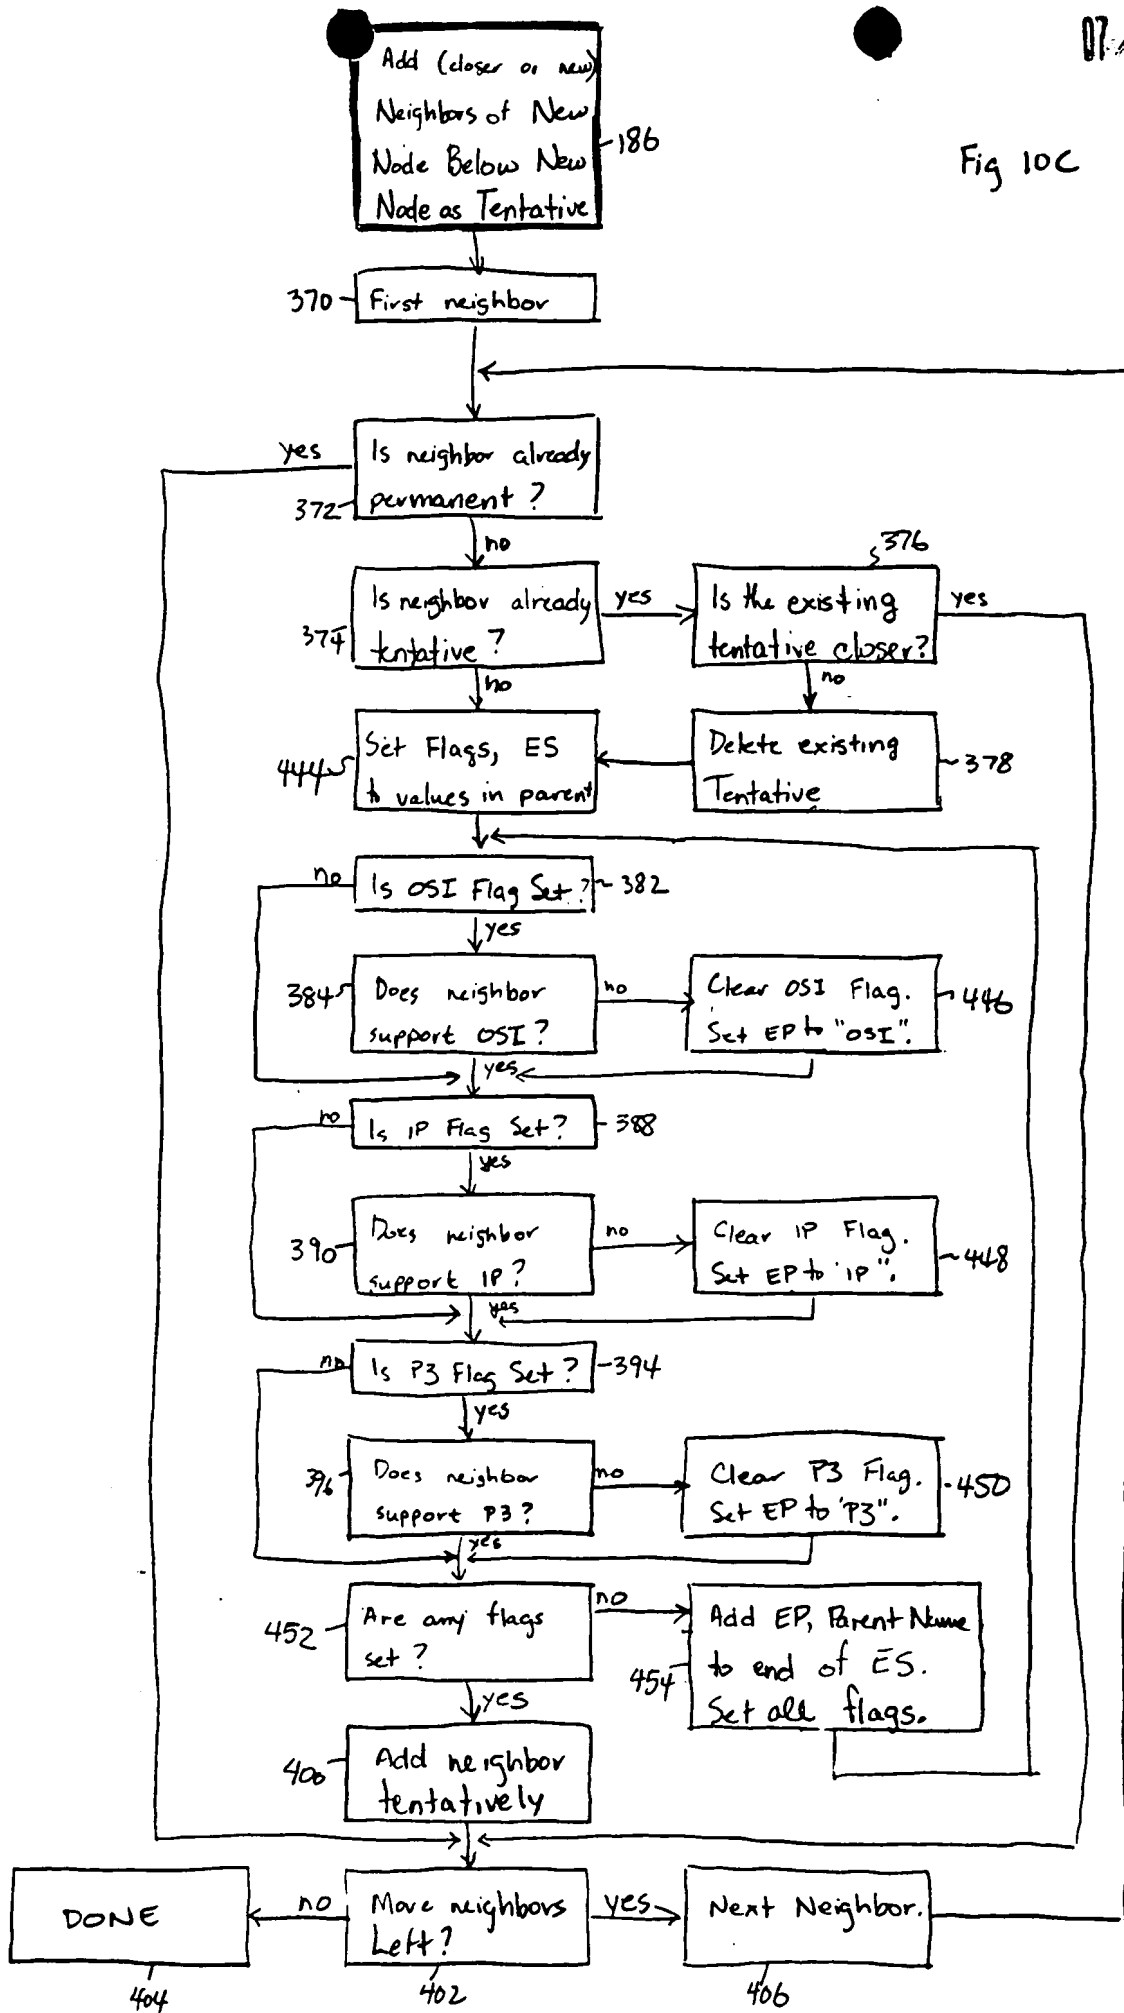 07
Add (closer or new)
Neighbors of New
Node Below New
Node as Tentative
186
Fig 10C
370
First neighbor
yes
Is neighbor already
permanent?
372
no
376
Is neighbor already
tentative?
374
yes
Is the existing
tentative closer?
yes
no
no
Set Flags, ES
to values in parent
444
Delete existing
Tentative
378
no
Is OSI Flag Set?
382
yes
384
Does neighbor
support OSI?
no
Clear OSI Flag.
Set EP to "OSI".
446
yes
no
Is IP Flag Set?
388
yes
390
Does neighbor
support IP?
no
Clear IP Flag.
Set EP to 'IP".
448
yes
no
Is P3 Flag Set?
394
yes
396
Does neighbor
support P3?
no
Clear P3 Flag.
Set EP to 'P3".
450
yes
452
Are any flags
set?
no
Add EP, Parent Name
to end of ES.
Set all flags.
454
yes
400
Add neighbor
tentatively
DONE
no
More neighbors
Left?
yes
Next Neighbor.
404
402
406